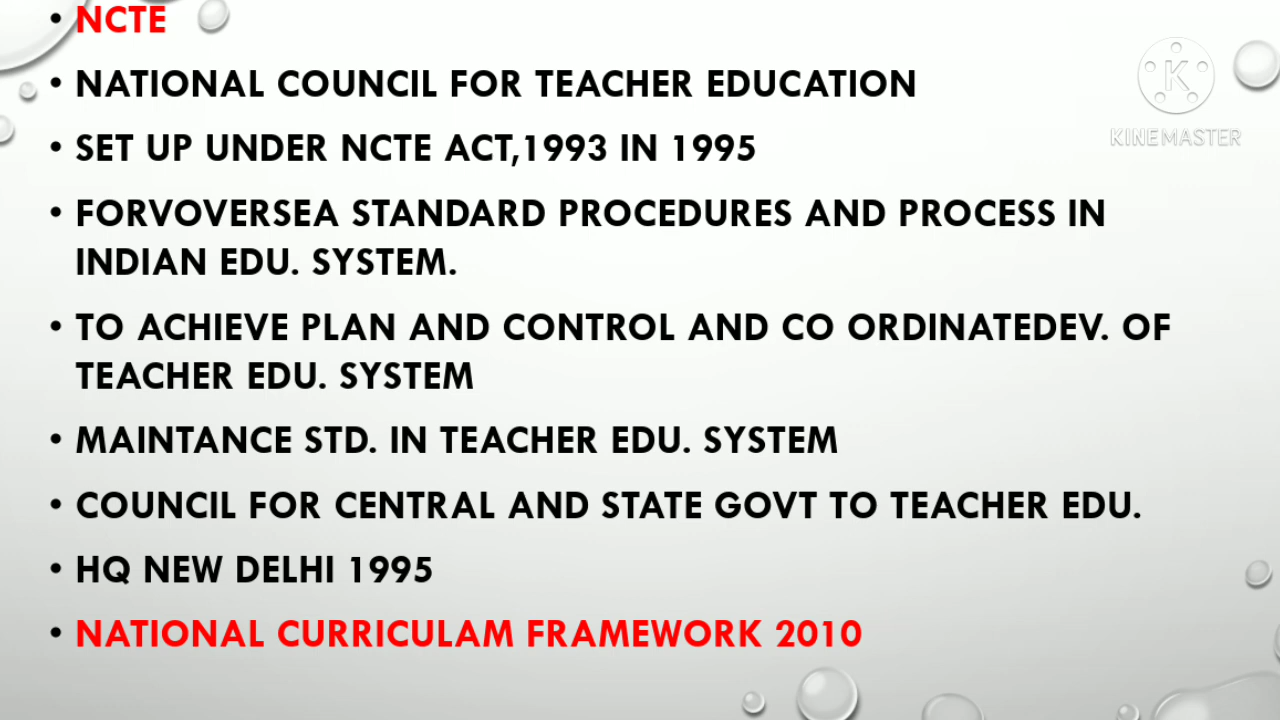 • NCTE
• NATIONAL COUNCIL FOR TEACHER EDUCATION
• SET UP UNDER NCTE ACT,1993 IN 1995
• FORVOVERSEA STANDARD PROCEDURES AND PROCESS IN
INDIAN EDU. SYSTEM.
• TO ACHIEVE PLAN AND CONTROL AND CO ORDINATEDEV. OF
TEACHER EDU. SYSTEM
• MAINTANCE STD. IN TEACHER EDU. SYSTEM
• COUNCIL FOR CENTRAL AND STATE GOVT TO TEACHER EDU.
• HQ NEW DELHI 1995
• NATIONAL CURRICULAM FRAMEWORK 2010
K
KINEMASTER